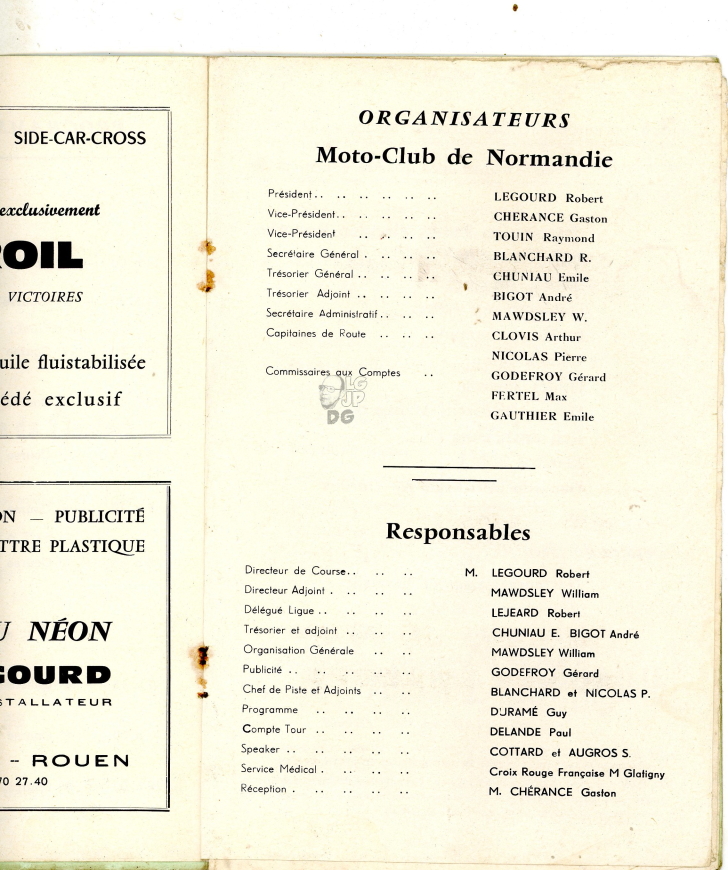 SIDE-CAR-CROSS
exclusivement
ROIL
VICTOIRES
uile fluistabilisée
édé exclusif
ON — PUBLICITÉ
TTRE PLASTIQUE
U NÉON
GOURD
STALLATEUR
-- ROUEN
70 27.40
ORGANISATEURS
Moto-Club de Normandie
Président.. .. .. .. .. .. LEGOURD Robert
Vice-Président.. .. .. .. .. CHERANCE Gaston
Vice-Président .. .. .. .. TOUIN Raymond
Secrétaire Général . .. .. .. BLANCHARD R.
Trésorier Général .. .. .. .. CHUNIAU Emile
Trésorier Adjoint .. .. .. .. BIGOT André
Secrétaire Administratif.. .. .. MAWDSLEY W.
Capitaines de Route .. .. .. CLOVIS Arthur
NICOLAS Pierre
Commissaires aux Comptes .. GODEFROY Gérard
FERTEL Max
GAUTHIER Emile
LG
JP
DG
Responsables
Directeur de Course.. .. .. M. LEGOURD Robert
Directeur Adjoint . .. .. .. MAWDSLEY William
Délégué Ligue .. .. .. .. LEJEARD Robert
Trésorier et adjoint .. .. .. CHUNIAU E. BIGOT André
Organisation Générale .. .. MAWDSLEY William
Publicité .. .. .. .. .. GODEFROY Gérard
Chef de Piste et Adjoints .. .. BLANCHARD et NICOLAS P.
Programme .. .. .. .. DURAMÉ Guy
Compte Tour .. .. .. .. DELANDE Paul
Speaker .. .. .. .. .. COTTARD et AUGROS S.
Service Médical . .. .. .. Croix Rouge Française M Glatigny
Réception . .. .. .. .. M. CHÉRANCE Gaston